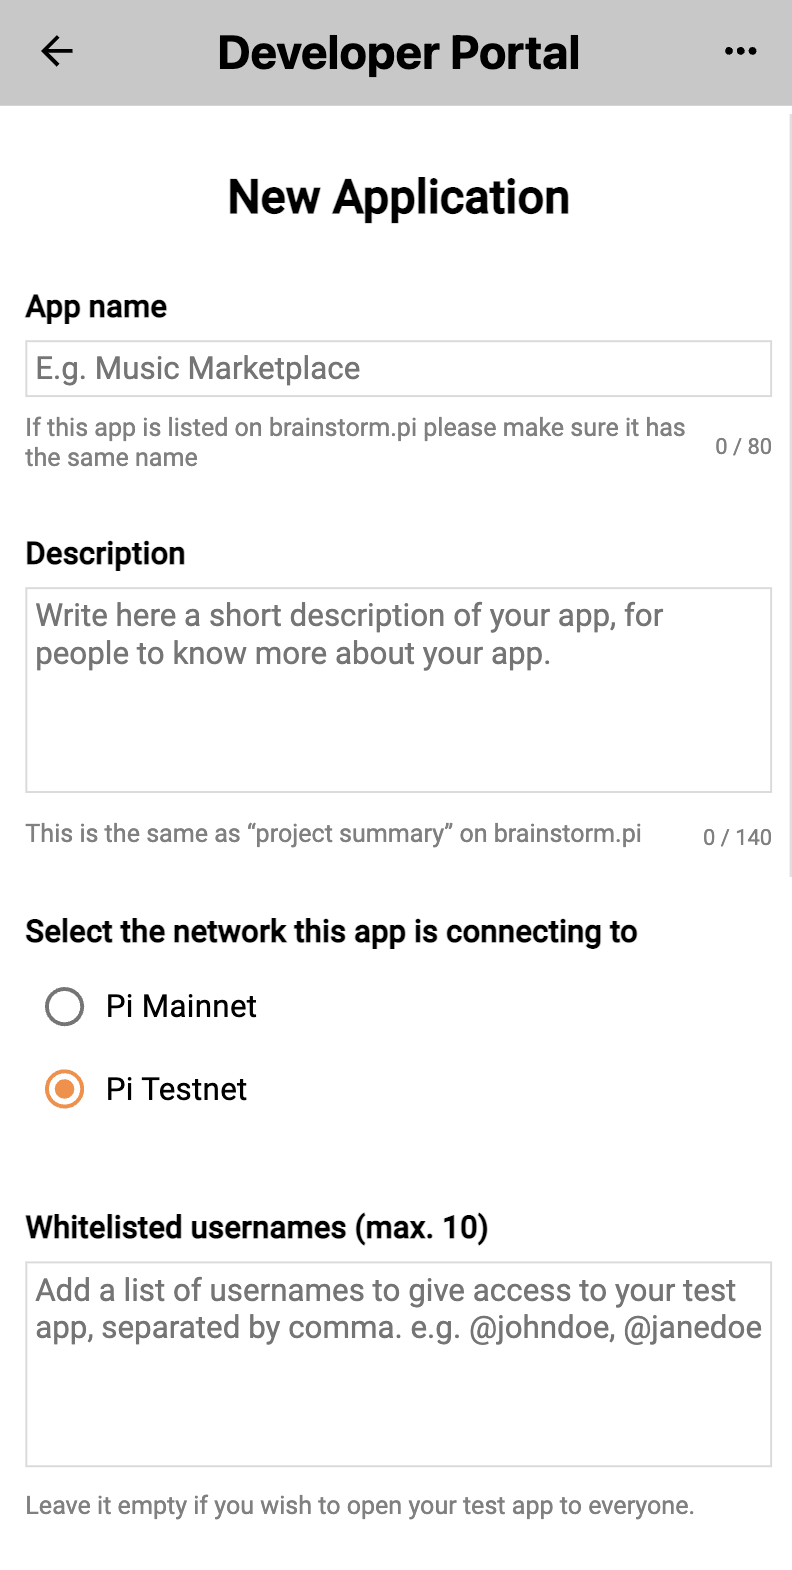 Developer Portal
New Application
App name
E.g. Music Marketplace
If this app is listed on brainstorm.pi please make sure it has
the same name
0 / 80
Description
Write here a short description of your app, for
people to know more about your app.
This is the same as “project summary” on brainstorm.pi
0 / 140
Select the network this app is connecting to
Pi Mainnet
Pi Testnet
Whitelisted usernames (max. 10)
Add a list of usernames to give access to your test
app, separated by comma. e.g. @johndoe, @janedoe
Leave it empty if you wish to open your test app to everyone.